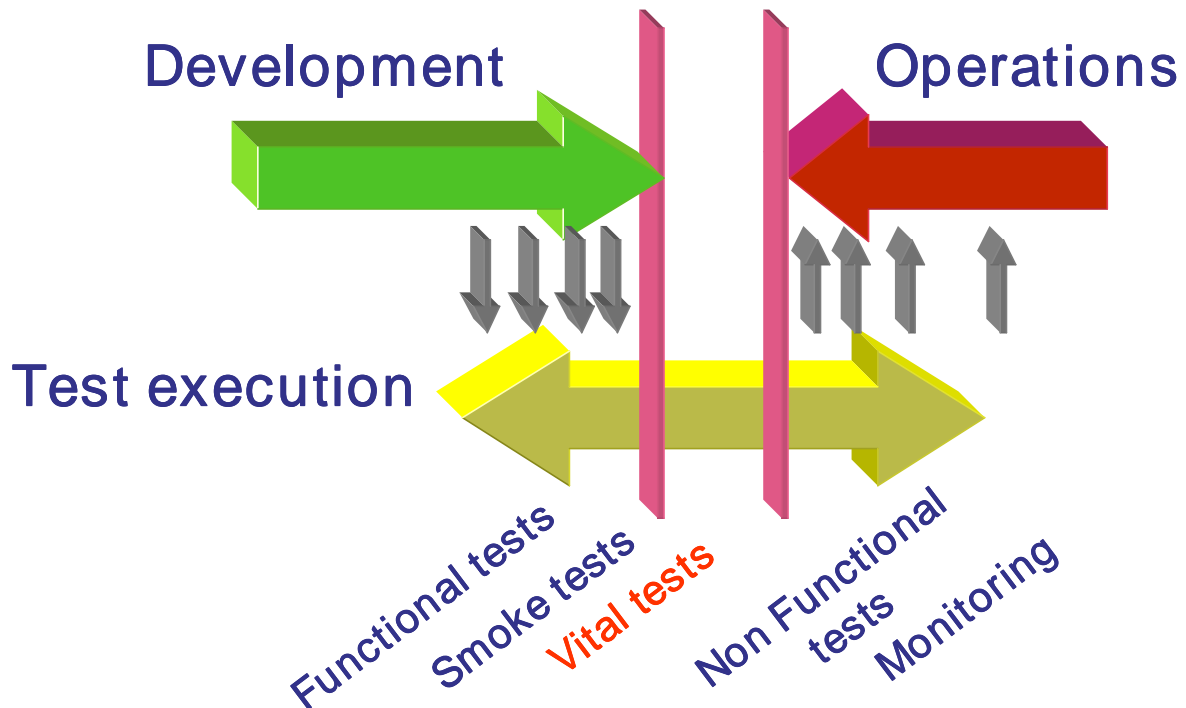 Development
Operations
Test execution
Functional tests
Smoke tests
Vital tests
Non Functional
tests
Monitoring